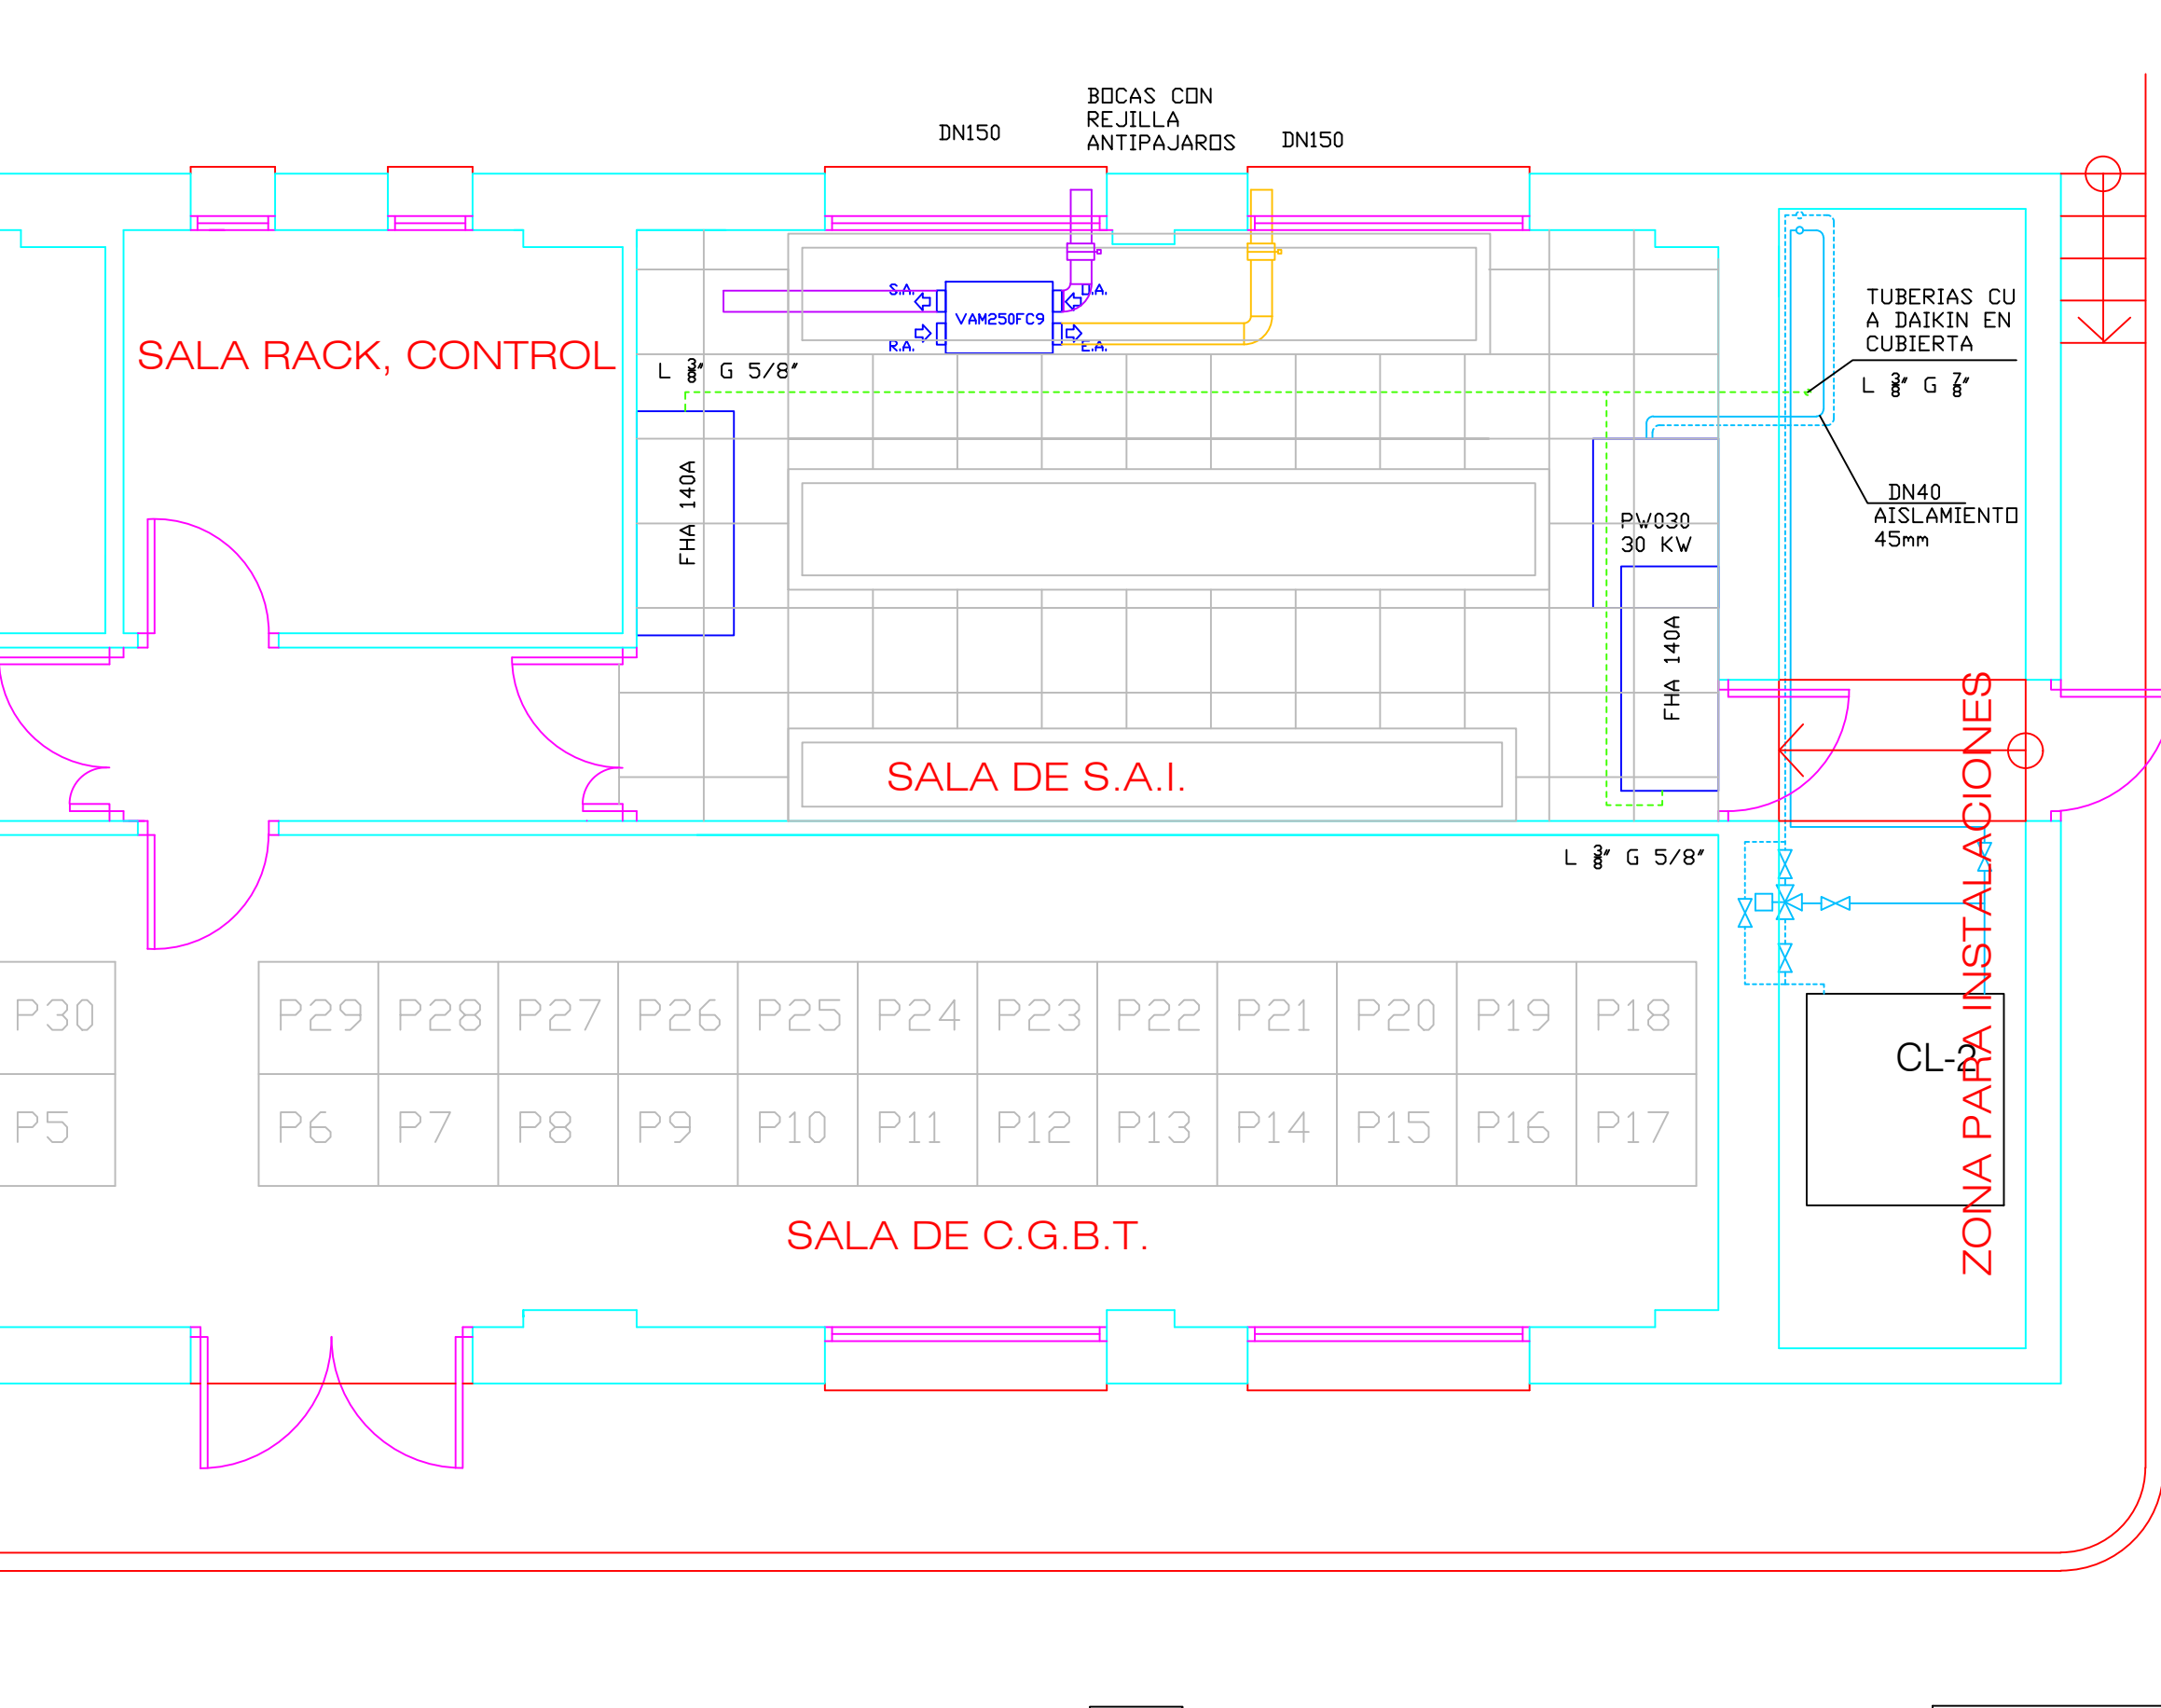 BOCAS CON
REJILLA
ANTIPAJAROS
DN150
DN150
S.A.
O.A.
VAM250FC9
R.A.
E.A.
TUBERIAS CU
A DAIKIN EN
CUBIERTA
L 3/8" G 7/8"
SALA RACK, CONTROL
L 3/8" G 5/8"
FHA 140A
DN40
AISLAMIENTO
45mm
PW030
30 KW
FHA 140A
SALA DE S.A.I.
L 3/8" G 5/8"
ZONA PARA INSTALACIONES
CL-2
P30 P29 P28 P27 P26 P25 P24 P23 P22 P21 P20 P19 P18
P5 P6 P7 P8 P9 P10 P11 P12 P13 P14 P15 P16 P17
SALA DE C.G.B.T.